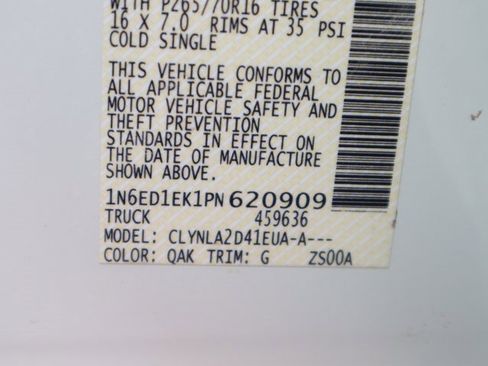 WITH P265/70R16 TIRES
16 X 7.0 RIMS AT 35 PSI
COLD SINGLE
THIS VEHICLE CONFORMS TO
ALL APPLICABLE FEDERAL
MOTOR VEHICLE SAFETY AND
THEFT PREVENTION
STANDARDS IN EFFECT ON
THE DATE OF MANUFACTURE
SHOWN ABOVE.
1N6ED1EK1PN620909
TRUCK 459636
MODEL: CLYNLA2D41EUA-A---
COLOR: QAK TRIM: G ZS00A